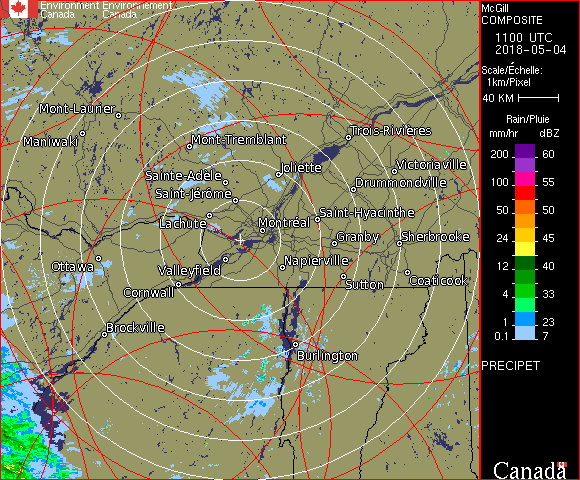 Environment Environnement
Canada Canada
McGill
COMPOSITE
1100 UTC
2018-05-04
Scale/Échelle:
1km/Pixel
40 KM
Rain/Pluie
mm/hr dBZ
200 60
100 55
50 50
24 45
12 40
4 33
1 23
0.1 7
PRECIPET
Canada
Mont-Laurier
Maniwaki
Mont-Tremblant
Trois-Rivières
Joliette
Victoriaville
Sainte-Adèle
Drummondville
Saint-Jérôme
Saint-Hyacinthe
Lachute
Montréal
Granby
Sherbrooke
Ottawa
Valleyfield
Napierville
Cornwall
Sutton
Coaticook
Brockville
Burlington